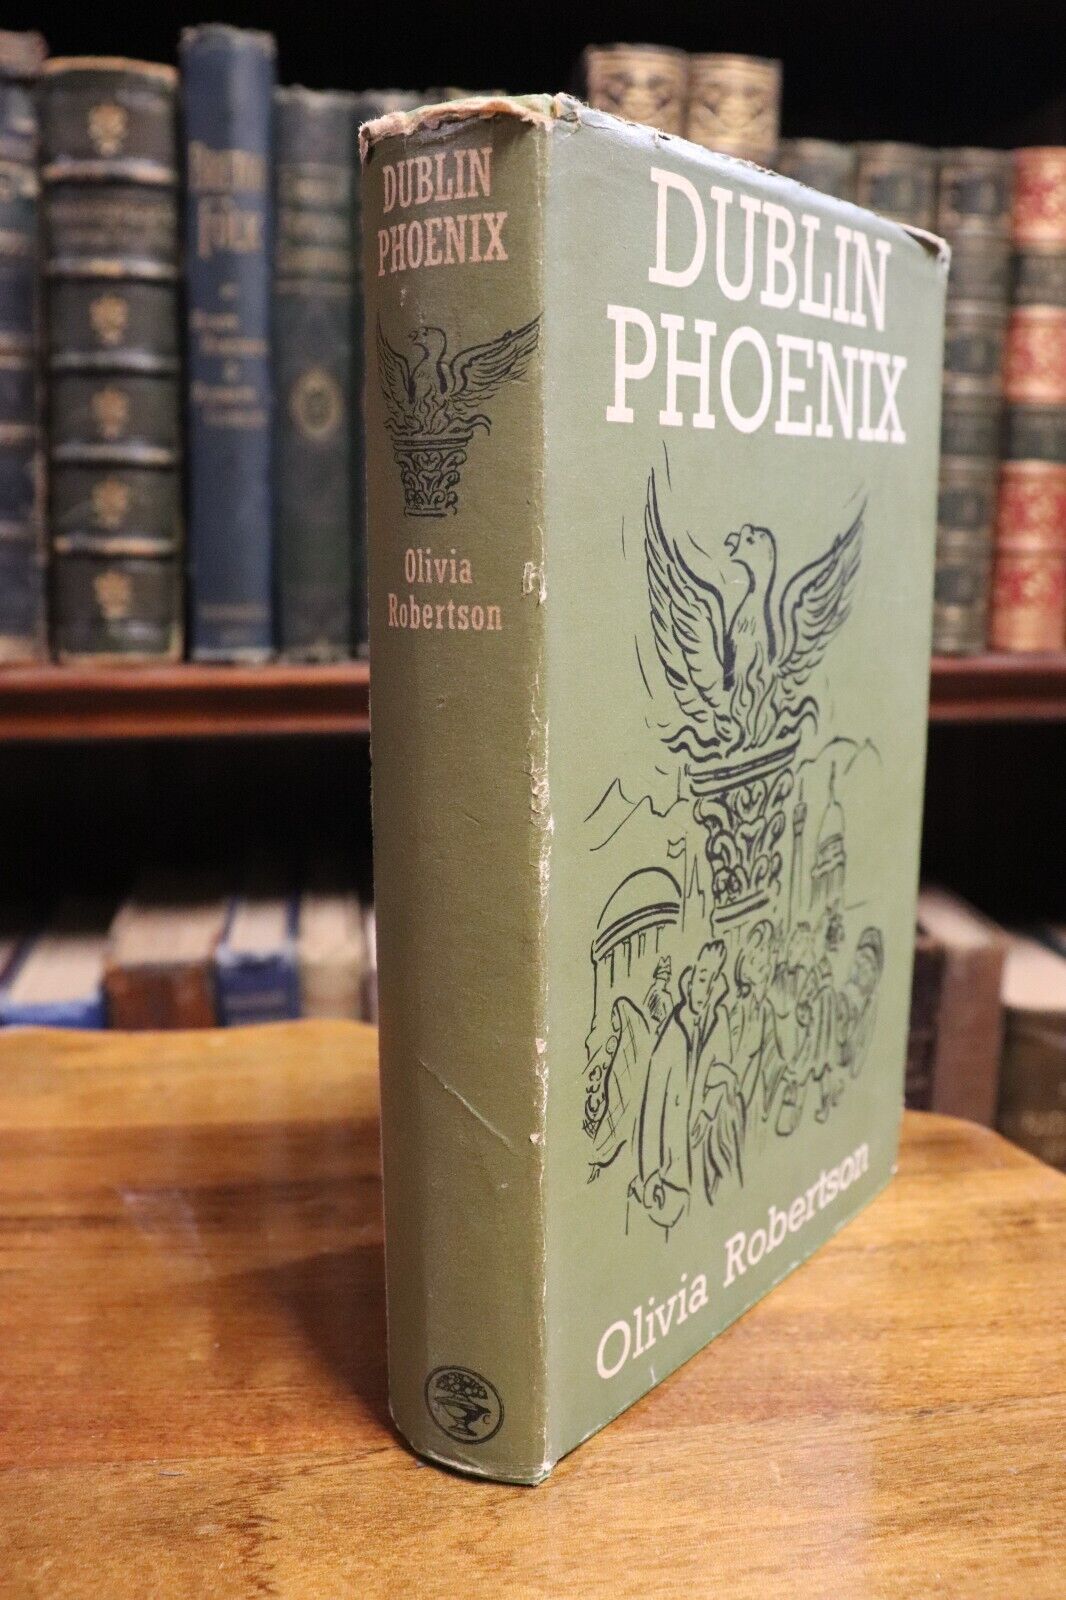 DUBLIN
PHOENIX
Olivia
Robertson
DUBLIN
PHOENIX
Olivia Robertson